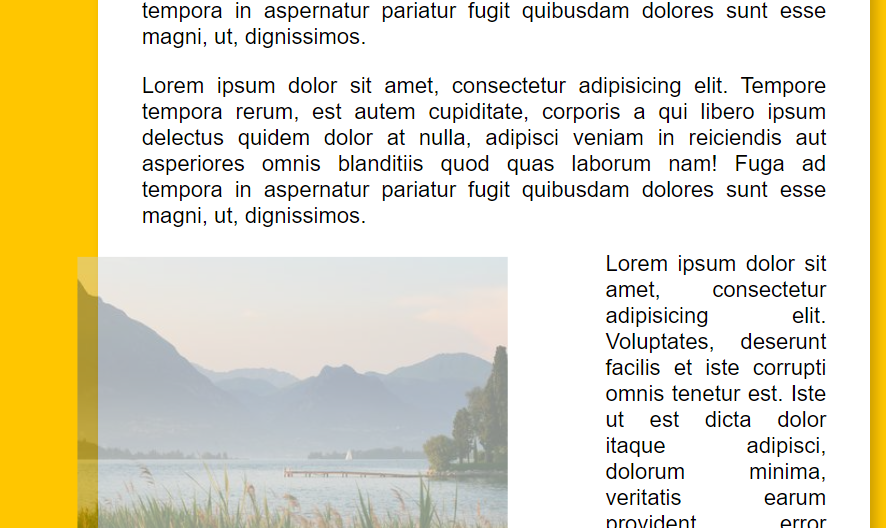 tempora in aspernatur pariatur fugit quibusdam dolores sunt esse
magni, ut, dignissimos.
Lorem ipsum dolor sit amet, consectetur adipisicing elit. Tempore
tempora rerum, est autem cupiditate, corporis a qui libero ipsum
delectus quidem dolor at nulla, adipisci veniam in reiciendis aut
asperiores omnis blanditiis quod quas laborum nam! Fuga ad
tempora in aspernatur pariatur fugit quibusdam dolores sunt esse
magni, ut, dignissimos.
Lorem ipsum dolor sit
amet, consectetur
adipisicing elit.
Voluptates, deserunt
facilis et iste corrupti
omnis tenetur est. Iste
ut est dicta dolor
itaque adipisci,
dolorum minima,
veritatis earum
provident error